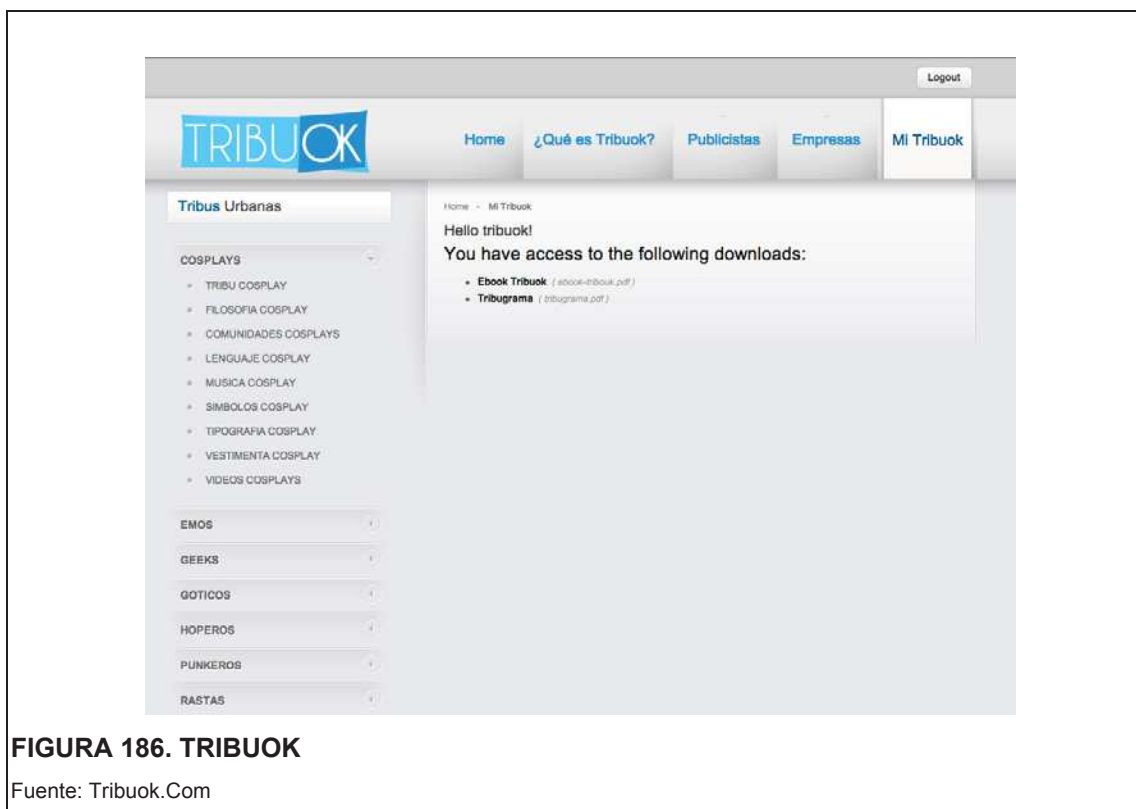 Logout
TRIBUOK
Home ¿Qué es Tribuok? Publicistas Empresas Mi Tribuok
Tribus Urbanas
Home - Mi Tribuok
Hello tribuok!
You have access to the following downloads:
Ebook Tribuok ( ebook-tribouk.pdf )
Tribugrama ( tribugrama.pdf )
COSPLAYS
TRIBU COSPLAY
FILOSOFIA COSPLAY
COMUNIDADES COSPLAYS
LENGUAJE COSPLAY
MUSICA COSPLAY
SIMBOLOS COSPLAY
TIPOGRAFIA COSPLAY
VESTIMENTA COSPLAY
VIDEOS COSPLAYS
EMOS
GEEKS
GOTICOS
HOPEROS
PUNKEROS
RASTAS
FIGURA 186. TRIBUOK
Fuente: Tribuok.Com